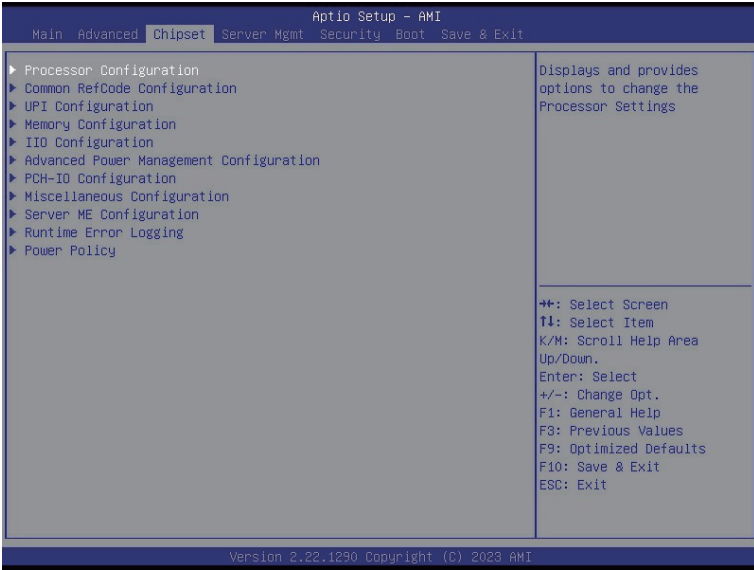 Aptio Setup – AMI
Main Advanced Chipset Server Mgmt Security Boot Save & Exit
Processor Configuration
Common RefCode Configuration
UPI Configuration
Memory Configuration
IIO Configuration
Advanced Power Management Configuration
PCH-IO Configuration
Miscellaneous Configuration
Server ME Configuration
Runtime Error Logging
Power Policy
Displays and provides
options to change the
Processor Settings
→←: Select Screen
↑↓: Select Item
K/M: Scroll Help Area
Up/Down.
Enter: Select
+/-: Change Opt.
F1: General Help
F3: Previous Values
F9: Optimized Defaults
F10: Save & Exit
ESC: Exit
Version 2.22.1290 Copyright (C) 2023 AMI